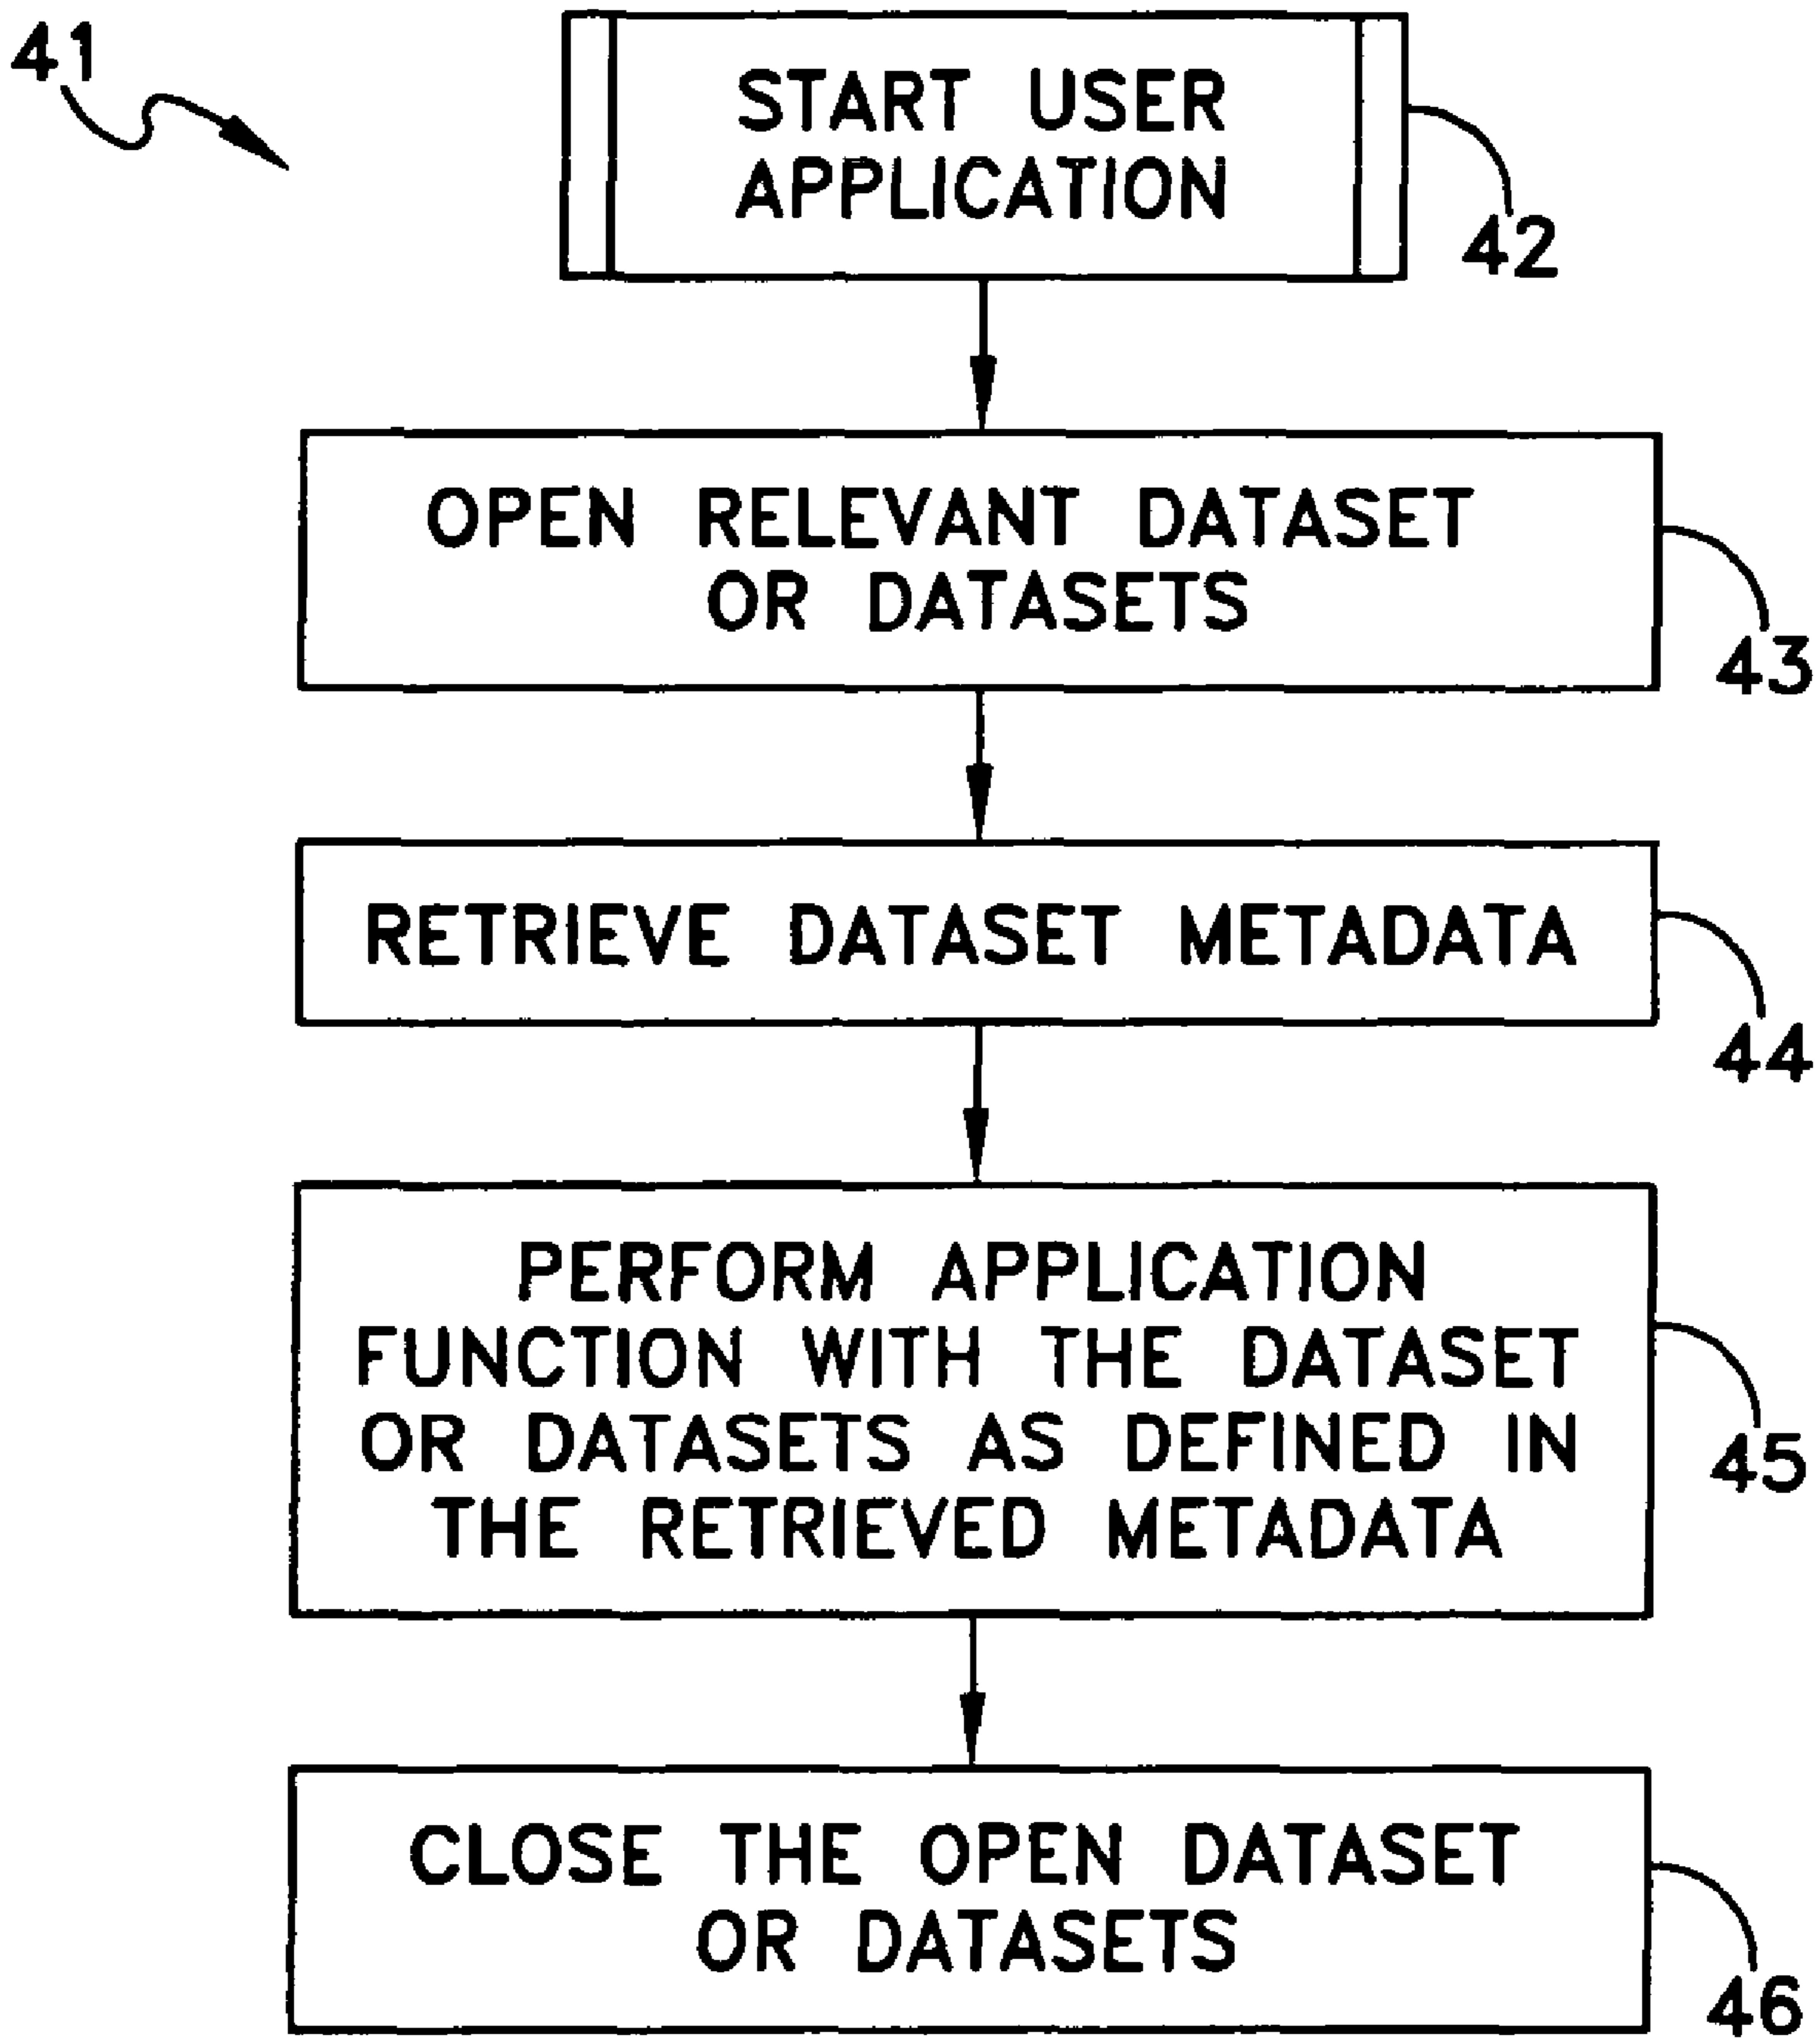 41
START USER
APPLICATION
42
OPEN RELEVANT DATASET
OR DATASETS
43
RETRIEVE DATASET METADATA
44
PERFORM APPLICATION
FUNCTION WITH THE DATASET
OR DATASETS AS DEFINED IN
THE RETRIEVED METADATA
45
CLOSE THE OPEN DATASET
OR DATASETS
46